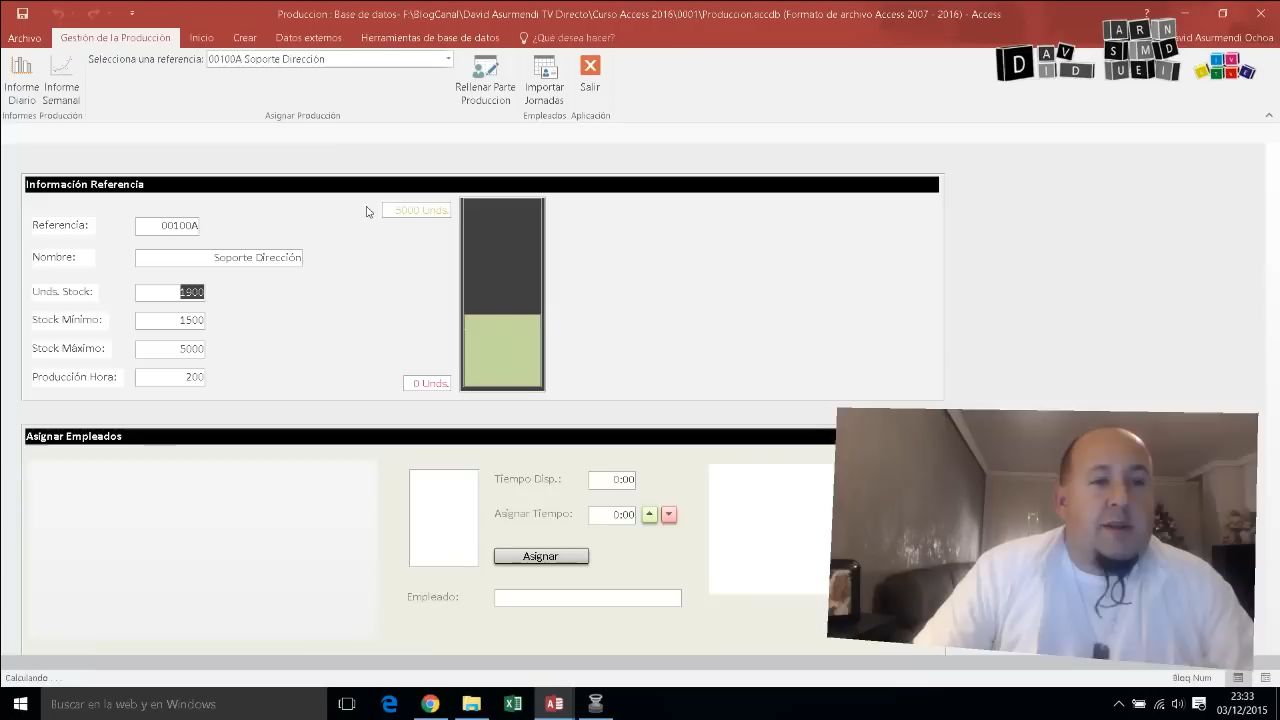 Produccion : Base de datos- F:\BlogCanal\David Asurmendi TV Directo\Curso Access 2016\0001\Produccion.accdb (Formato de archivo Access 2007 - 2016) - Access
Archivo Gestión de la Producción Inicio Crear Datos externos Herramientas de base de datos ¿Qué desea hacer? vid Asurmendi Ochoa
DAVID
ASURMENDI
TV
Selecciona una referencia: 00100A Soporte Dirección
Informe Diario
Informe Semanal
Rellenar Parte Produccion
Importar Jornadas
Salir
Informes Producción Asignar Producción Empleados Aplicación
Información Referencia
5000 Unds.
Referencia: 00100A
Nombre: Soporte Dirección
Unds. Stock: 1900
Stock Mínimo: 1500
Stock Máximo: 5000
Producción Hora: 200
0 Unds.
Asignar Empleados
Tiempo Disp.: 0:00
Asignar Tiempo: 0:00
Asignar
Empleado:
Calculando . . . Bloq Num
Buscar en la web y en Windows
23:33
03/12/2015